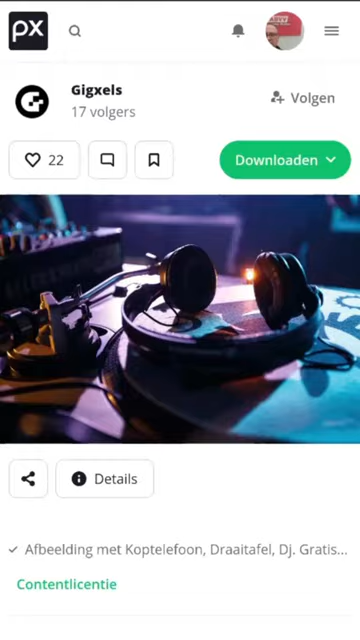 px
Gigxels
17 volgers
Volgen
22
Downloaden
Details
Afbeelding met Koptelefoon, Draaitafel, Dj. Gratis...
Contentlicentie